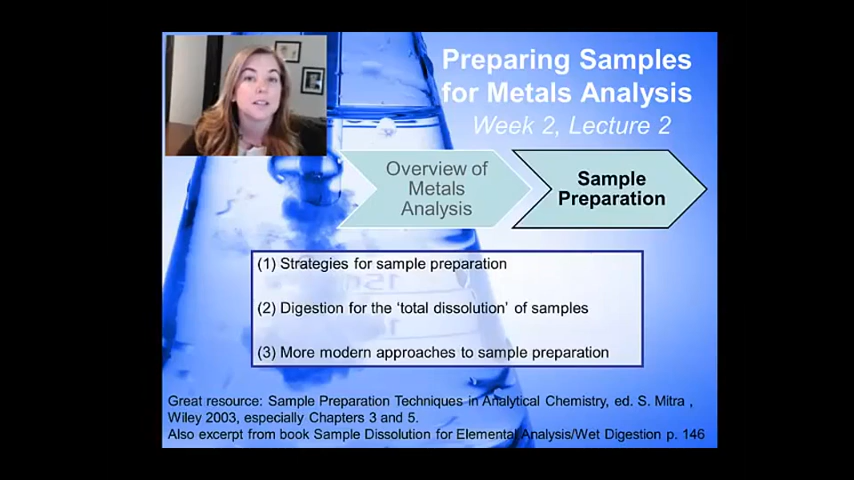 Preparing Samples
for Metals Analysis
Week 2, Lecture 2
Overview of
Metals
Analysis
Sample
Preparation
(1) Strategies for sample preparation
(2) Digestion for the ‘total dissolution’ of samples
(3) More modern approaches to sample preparation
Great resource: Sample Preparation Techniques in Analytical Chemistry, ed. S. Mitra ,
Wiley 2003, especially Chapters 3 and 5.
Also excerpt from book Sample Dissolution for Elemental Analysis/Wet Digestion p. 146